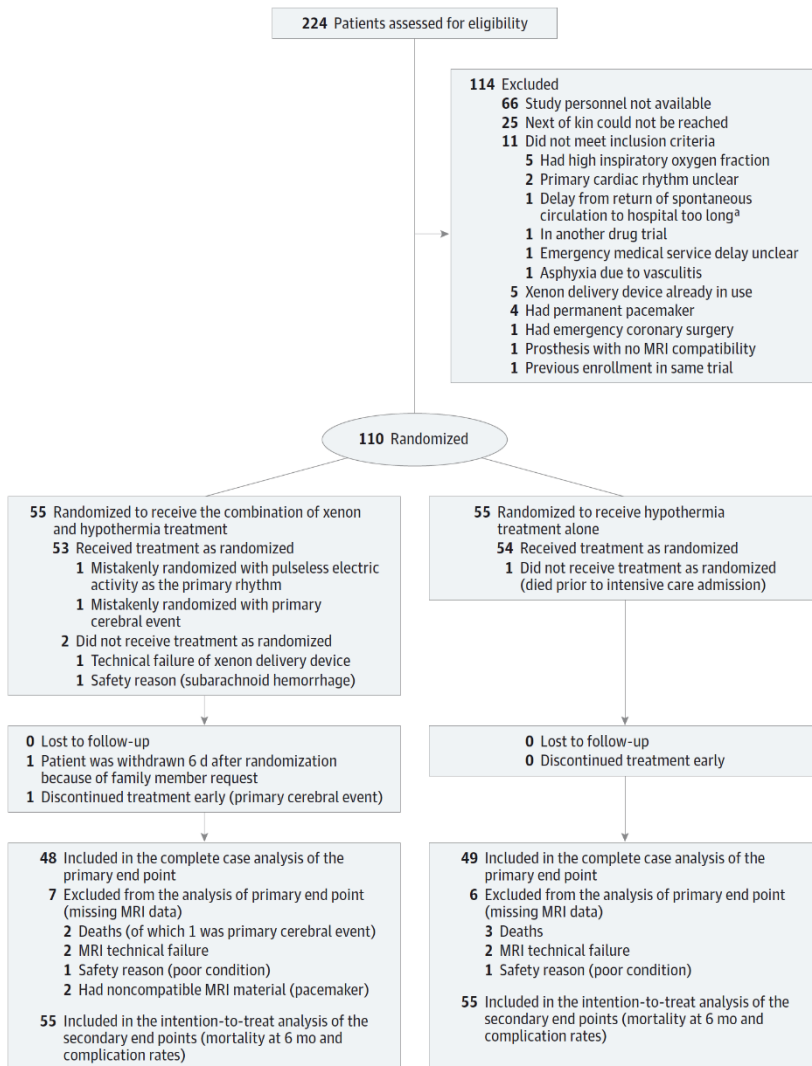 224 Patients assessed for eligibility
114 Excluded
66 Study personnel not available
25 Next of kin could not be reached
11 Did not meet inclusion criteria
5 Had high inspiratory oxygen fraction
2 Primary cardiac rhythm unclear
1 Delay from return of spontaneous
circulation to hospital too longa
1 In another drug trial
1 Emergency medical service delay unclear
1 Asphyxia due to vasculitis
5 Xenon delivery device already in use
4 Had permanent pacemaker
1 Had emergency coronary surgery
1 Prosthesis with no MRI compatibility
1 Previous enrollment in same trial
110 Randomized
55 Randomized to receive the combination of xenon
and hypothermia treatment
53 Received treatment as randomized
1 Mistakenly randomized with pulseless electric
activity as the primary rhythm
1 Mistakenly randomized with primary
cerebral event
2 Did not receive treatment as randomized
1 Technical failure of xenon delivery device
1 Safety reason (subarachnoid hemorrhage)
55 Randomized to receive hypothermia
treatment alone
54 Received treatment as randomized
1 Did not receive treatment as randomized
(died prior to intensive care admission)
0 Lost to follow-up
1 Patient was withdrawn 6 d after randomization
because of family member request
1 Discontinued treatment early (primary cerebral event)
0 Lost to follow-up
0 Discontinued treatment early
48 Included in the complete case analysis of the
primary end point
7 Excluded from the analysis of primary end point
(missing MRI data)
2 Deaths (of which 1 was primary cerebral event)
2 MRI technical failure
1 Safety reason (poor condition)
2 Had noncompatible MRI material (pacemaker)
55 Included in the intention-to-treat analysis of the
secondary end points (mortality at 6 mo and
complication rates)
49 Included in the complete case analysis of the
primary end point
6 Excluded from the analysis of primary end point
(missing MRI data)
3 Deaths
2 MRI technical failure
1 Safety reason (poor condition)
55 Included in the intention-to-treat analysis of the
secondary end points (mortality at 6 mo and
complication rates)